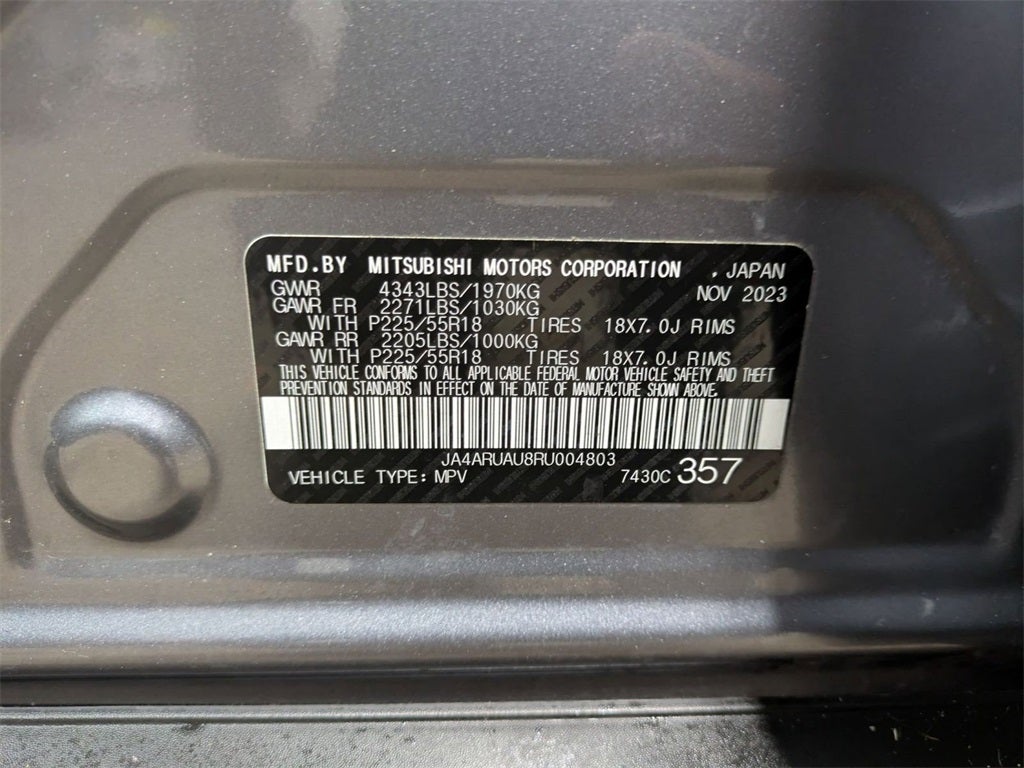 MFD.BY MITSUBISHI MOTORS CORPORATION , JAPAN
GVWR 4343LBS/1970KG NOV 2023
GAWR FR 2271LBS/1030KG
WITH P225/55R18 TIRES 18X7.0J RIMS
GAWR RR 2205LBS/1000KG
WITH P225/55R18 TIRES 18X7.0J RIMS
THIS VEHICLE CONFORMS TO ALL APPLICABLE FEDERAL MOTOR VEHICLE SAFETY AND THEFT
PREVENTION STANDARDS IN EFFECT ON THE DATE OF MANUFACTURE SHOWN ABOVE.
JA4ARUAU8RU004803
VEHICLE TYPE: MPV 7430C 357